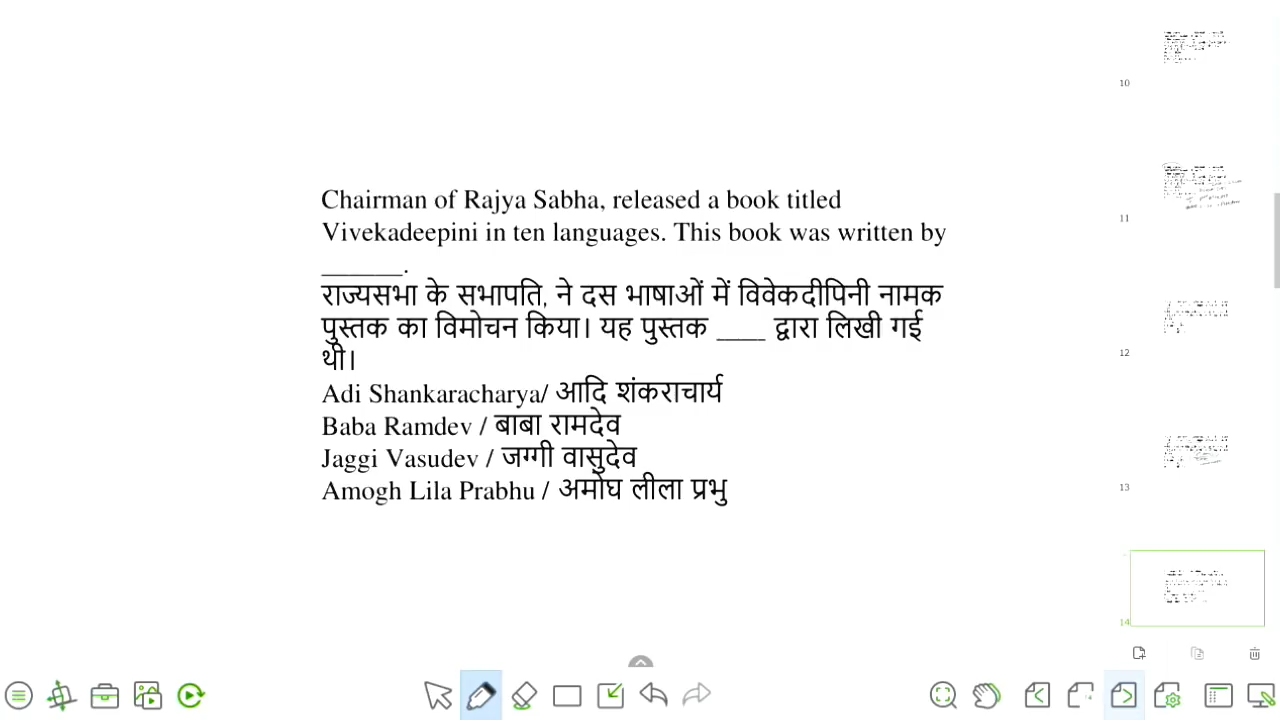 Chairman of Rajya Sabha, released a book titled
Vivekadeepini in ten languages. This book was written by
______.
राज्यसभा के सभापति, ने दस भाषाओं में विवेकदीपिनी नामक
पुस्तक का विमोचन किया। यह पुस्तक ____ द्वारा लिखी गई
थी।
Adi Shankaracharya/ आदि शंकराचार्य
Baba Ramdev / बाबा रामदेव
Jaggi Vasudev / जग्गी वासुदेव
Amogh Lila Prabhu / अमोघ लीला प्रभु
10
11
12
13
14